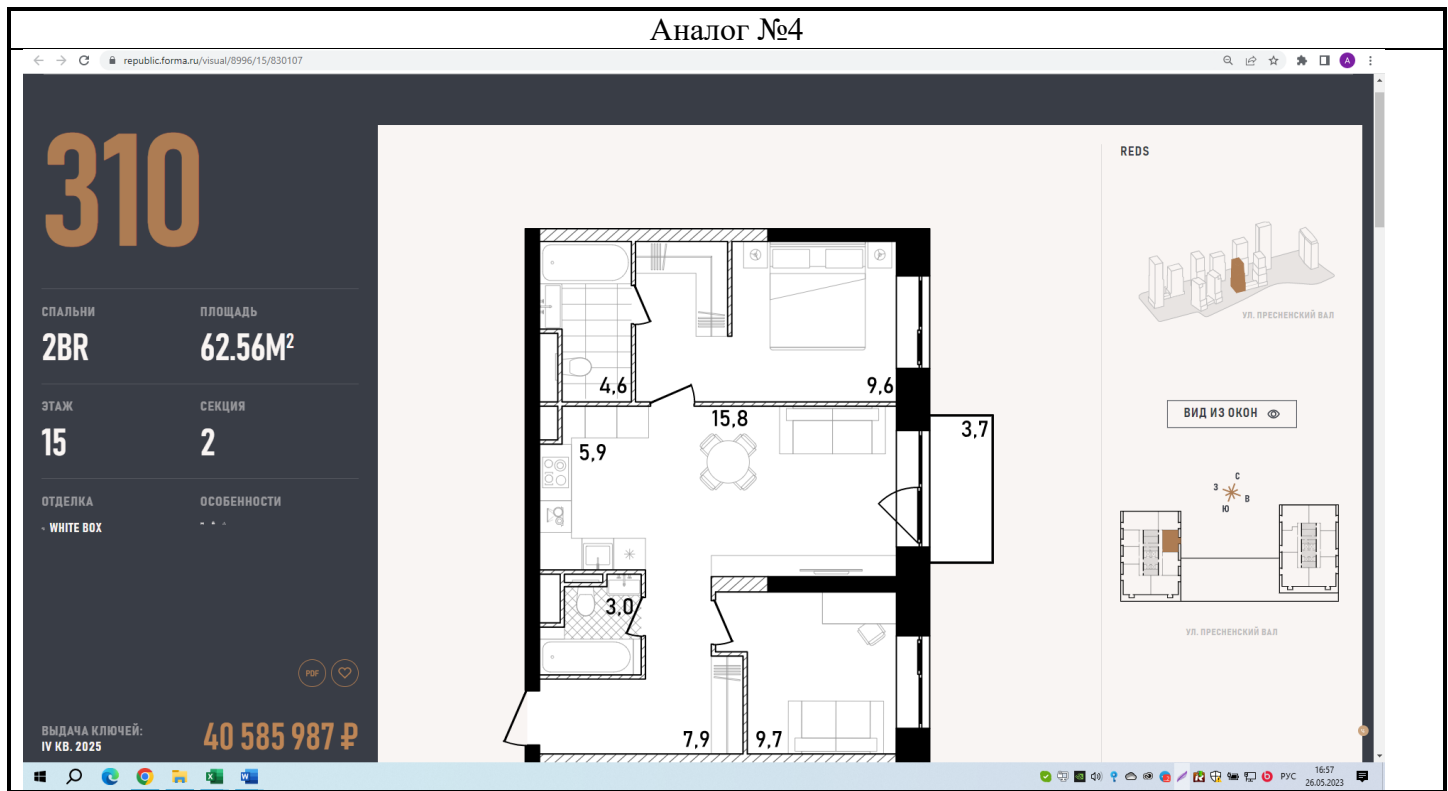 Аналог №4
republic.forma.ru/visual/8996/15/830107
A
310
СПАЛЬНИ
ПЛОЩАДЬ
2BR
62.56М²
ЭТАЖ
СЕКЦИЯ
15
2
ОТДЕЛКА
ОСОБЕННОСТИ
- WHITE BOX
PDF
ВЫДАЧА КЛЮЧЕЙ:
IV КВ. 2025
40 585 987 ₽
4,6
9,6
15,8
5,9
3,7
3,0
7,9
9,7
REDS
УЛ. ПРЕСНЕНСКИЙ ВАЛ
ВИД ИЗ ОКОН
С
З
В
Ю
УЛ. ПРЕСНЕНСКИЙ ВАЛ
РУС
16:57
26.05.2023